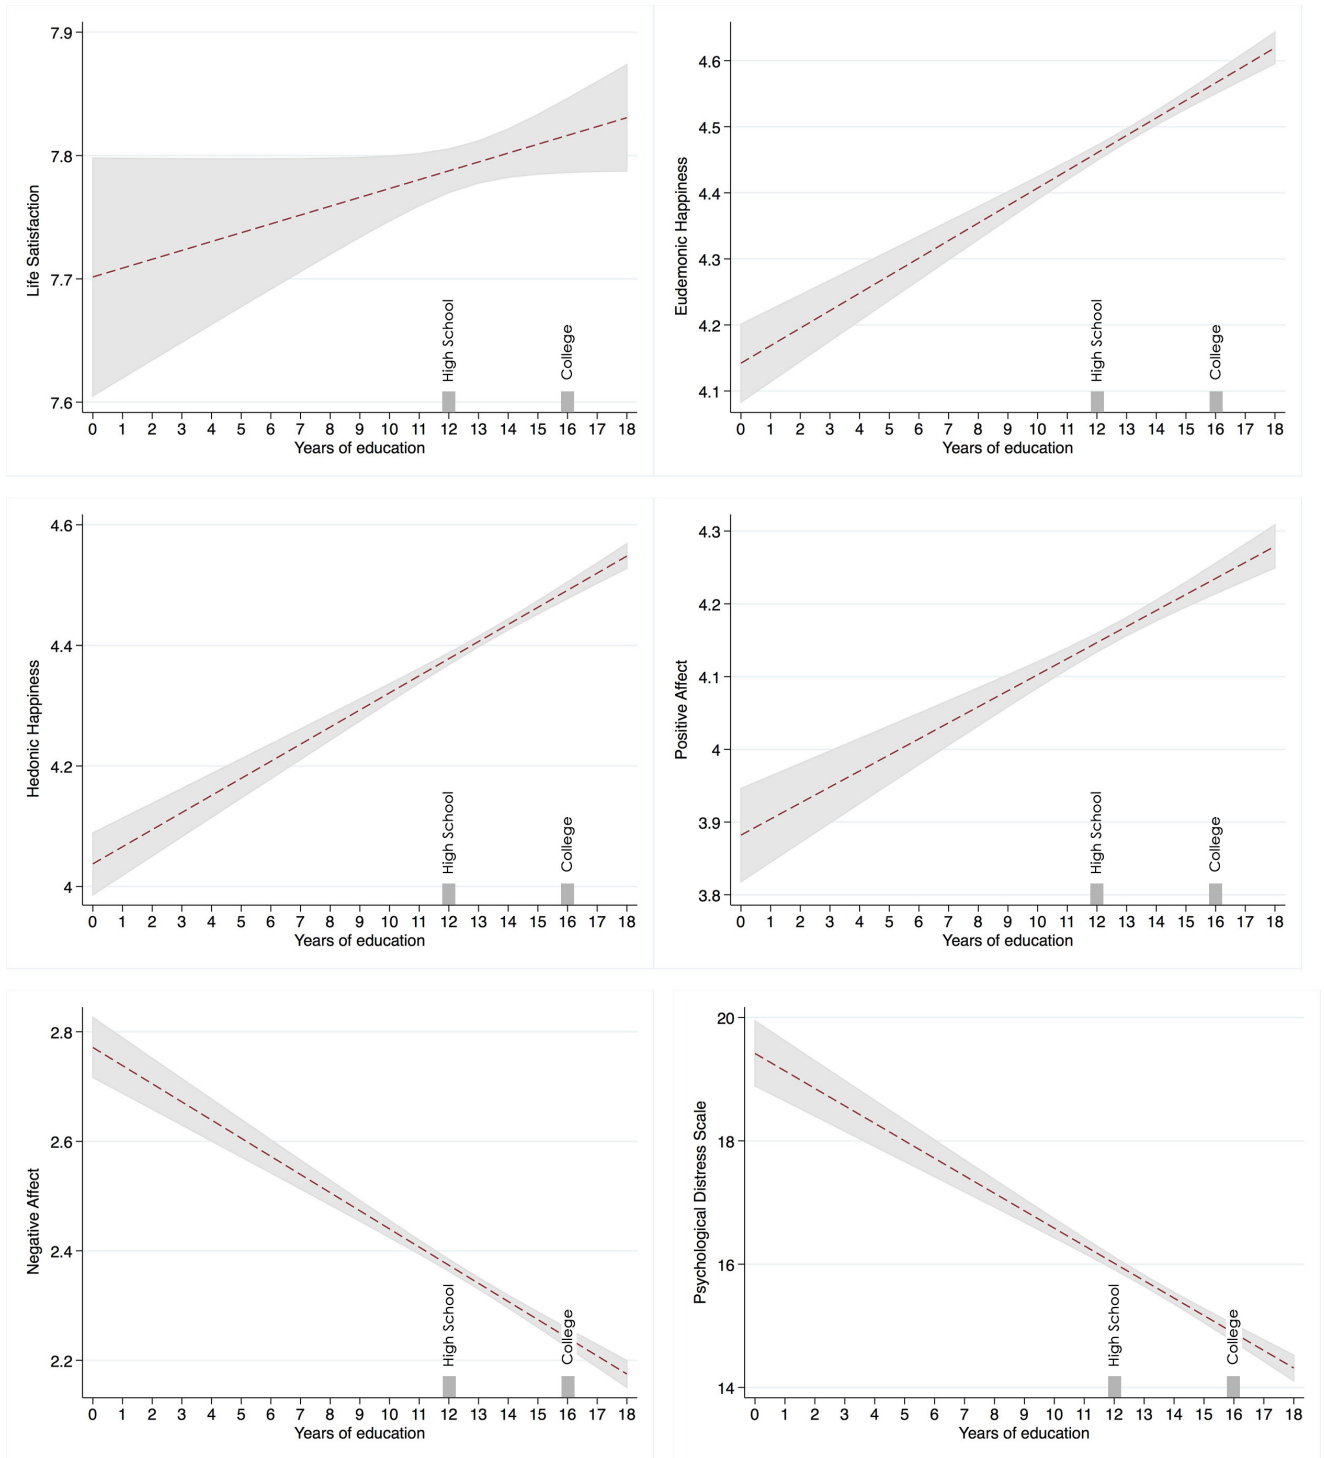 7.9
7.8
7.7
7.6
Life Satisfaction
High School
College
0 1 2 3 4 5 6 7 8 9 10 11 12 13 14 15 16 17 18
Years of education
4.6
4.5
4.4
4.3
4.2
4.1
Eudemonic Happiness
High School
College
0 1 2 3 4 5 6 7 8 9 10 11 12 13 14 15 16 17 18
Years of education
4.6
4.4
4.2
4
Hedonic Happiness
High School
College
0 1 2 3 4 5 6 7 8 9 10 11 12 13 14 15 16 17 18
Years of education
4.3
4.2
4.1
4
3.9
3.8
Positive Affect
High School
College
0 1 2 3 4 5 6 7 8 9 10 11 12 13 14 15 16 17 18
Years of education
2.8
2.6
2.4
2.2
Negative Affect
High School
College
0 1 2 3 4 5 6 7 8 9 10 11 12 13 14 15 16 17 18
Years of education
20
18
16
14
Psychological Distress Scale
High School
College
0 1 2 3 4 5 6 7 8 9 10 11 12 13 14 15 16 17 18
Years of education